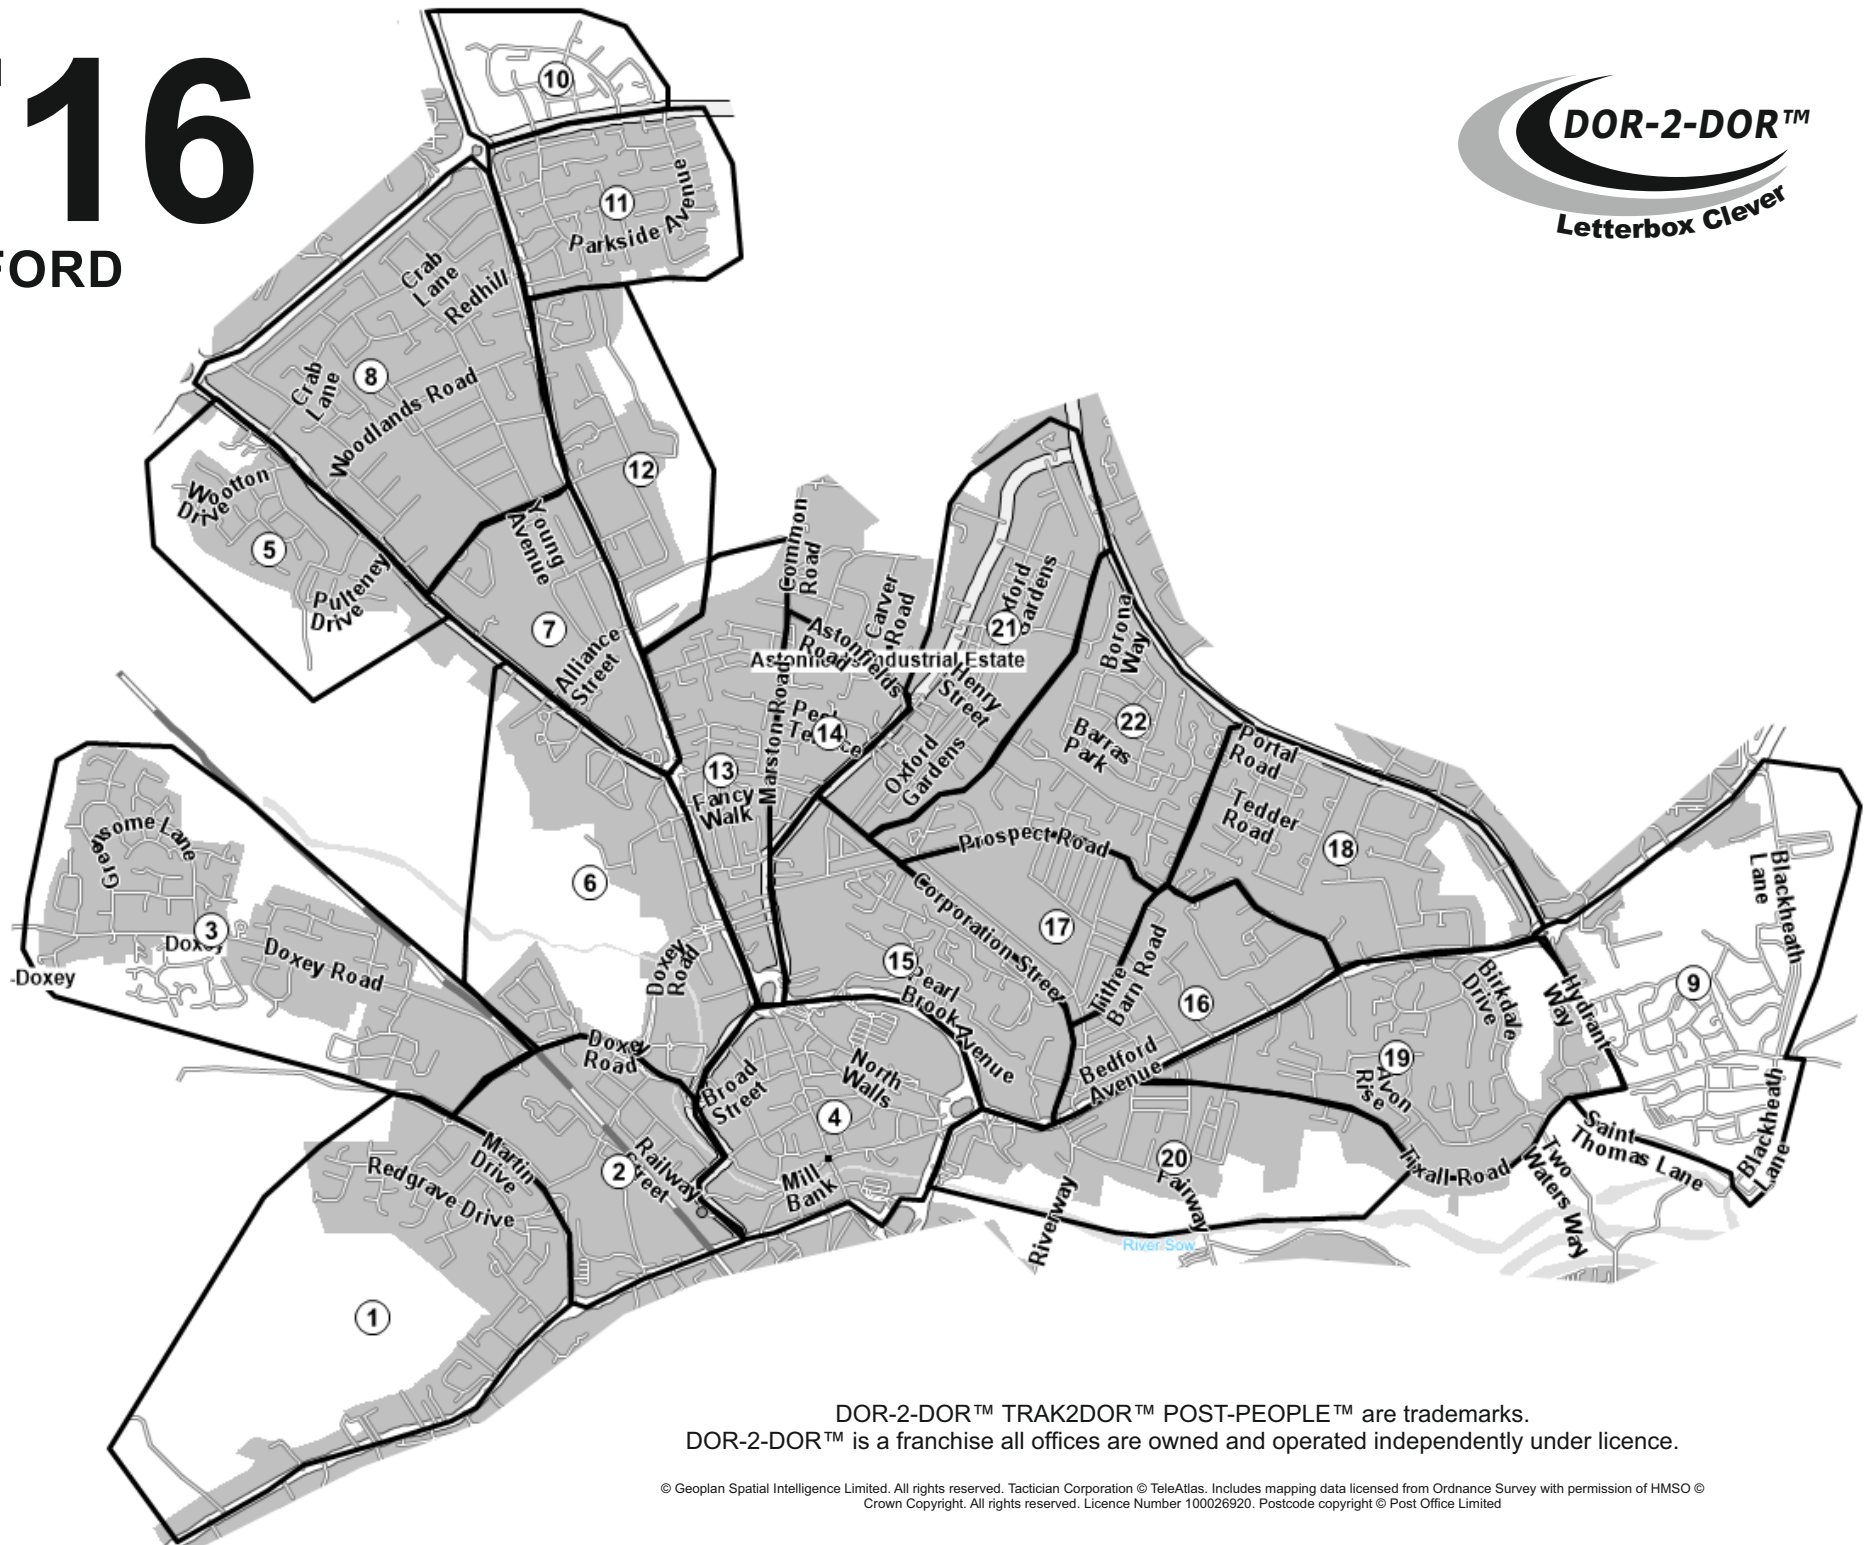 16
FORD
DOR-2-DOR™
Letterbox Clever
10
11
Parkside Avenue
Crab
Lane
Redhill
8
Crab
Lane
Woodlands Road
12
Wootton
Drive
5
Young
Avenue
Pulteney
Drive
7
Alliance
Street
Common
Road
Carver
Road
Astonfields
Road
Industrial Estate
Marston Road
14
13
Fancy
Walk
21
Gardens
Henry
Street
Oxford
Gardens
Borona
Way
22
Barras
Park
Portal
Road
Tedder
Road
18
Prospect Road
Corporation Street
17
6
3
Doxey
Doxey Road
Doxey
Road
15
Pearl
Brook
Avenue
Tithe
Barn Road
16
Birkdale
Drive
Hydrant
Way
9
Blackheath
Lane
Doxey
Road
Broad
Street
North
Walls
4
Bedford
Avenue
19
Avon
Rise
Martin
Drive
Redgrave Drive
2
Railway
Street
Mill
Bank
20
Fairway
Riverway
River Sow
Tixall Road
Two
Waters Way
Saint
Thomas Lane
Blackheath
Lane
1
DOR-2-DOR™ TRAK2DOR™ POST-PEOPLE™ are trademarks.
DOR-2-DOR™ is a franchise all offices are owned and operated independently under licence.
© Geoplan Spatial Intelligence Limited. All rights reserved. Tactician Corporation © TeleAtlas. Includes mapping data licensed from Ordnance Survey with permission of HMSO ©
Crown Copyright. All rights reserved. Licence Number 100026920. Postcode copyright © Post Office Limited